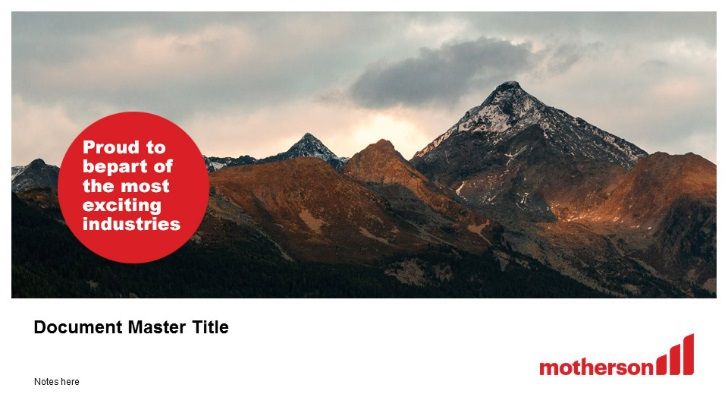 Proud to
bepart of
the most
exciting
industries
Document Master Title
motherson
Notes here